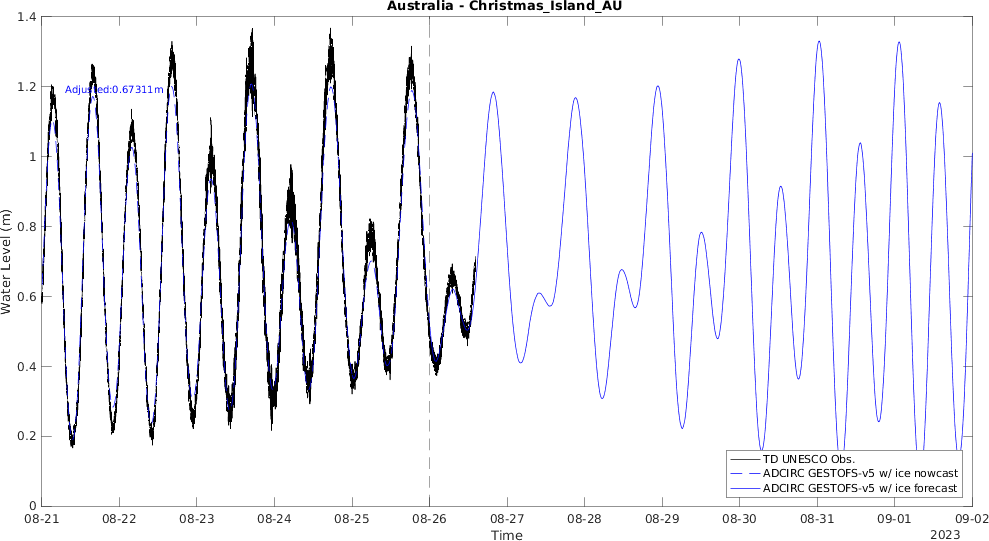 Australia - Christmas_Island_AU
1.4
1.2
1
0.8
0.6
0.4
0.2
0
Water Level (m)
Adjusted:0.67311m
TD UNESCO Obs.
ADCIRC GESTOFS-v5 w/ ice nowcast
ADCIRC GESTOFS-v5 w/ ice forecast
08-21 08-22 08-23 08-24 08-25 08-26 08-27 08-28 08-29 08-30 08-31 09-01 09-02
Time
2023